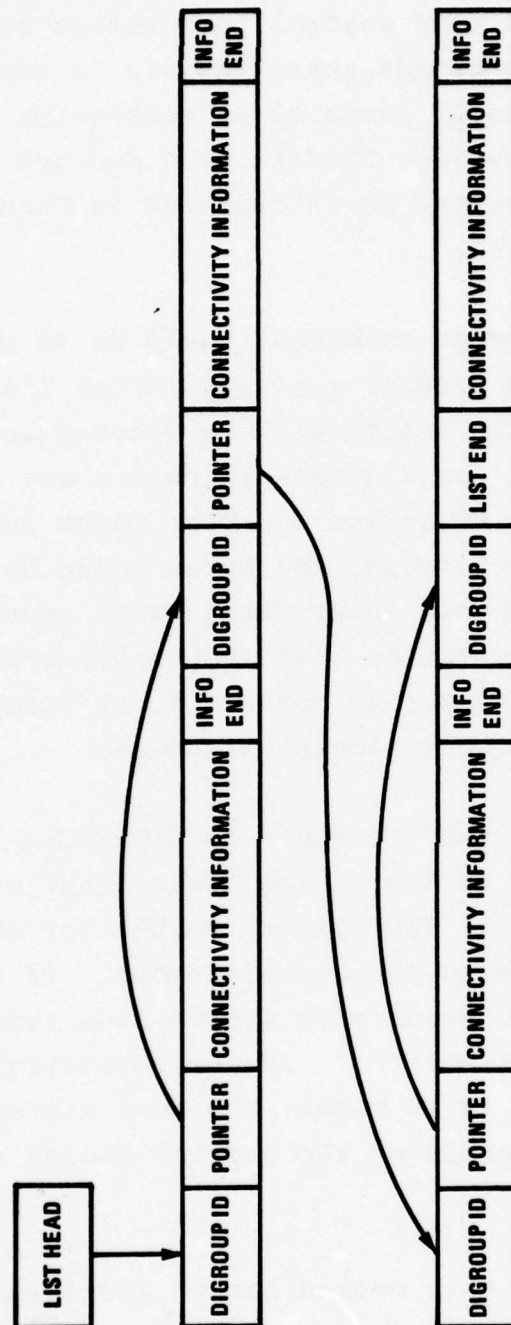 LIST HEAD
DIGROUP ID POINTER CONNECTIVITY INFORMATION INFO END DIGROUP ID POINTER CONNECTIVITY INFORMATION INFO END
DIGROUP ID POINTER CONNECTIVITY INFORMATION INFO END DIGROUP ID LIST END CONNECTIVITY INFORMATION INFO END